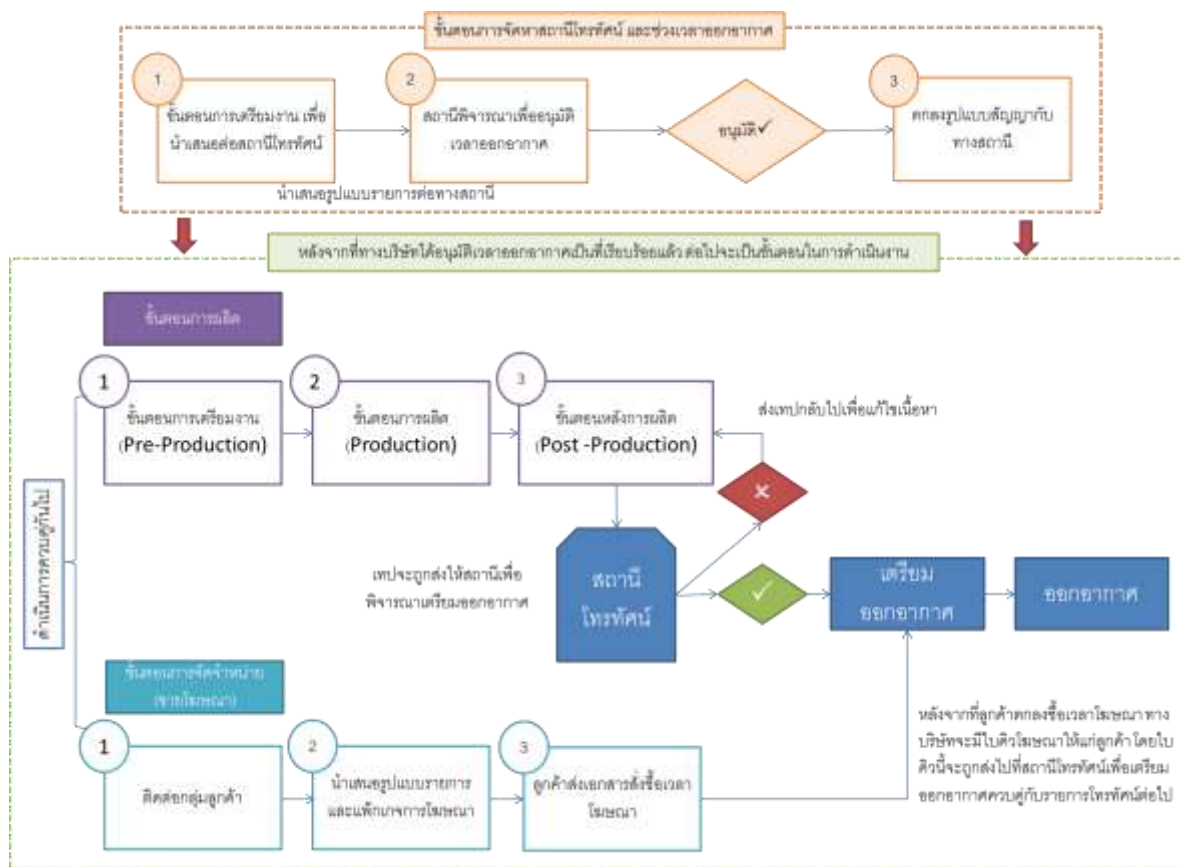 ขั้นตอนการจัดหาสถานีโทรทัศน์ และช่วงเวลาออกอากาศ
1
ขั้นตอนการเตรียมงาน เพื่อ
นำเสนอต่อสถานีโทรทัศน์
2
สถานีพิจารณาเพื่ออนุมัติ
เวลาออกอากาศ
อนุมัติ✓
3
ตกลงรูปแบบสัญญากับ
ทางสถานี
นำเสนอรูปแบบรายการต่อทางสถานี
หลังจากที่ทางบริษัทได้อนุมัติเวลาออกอากาศเป็นที่เรียบร้อยแล้ว ต่อไปจะเป็นขั้นตอนในการดำเนินงาน
ขั้นตอนการผลิต
1
ขั้นตอนการเตรียมงาน
(Pre-Production)
2
ขั้นตอนการผลิต
(Production)
3
ขั้นตอนหลังการผลิต
(Post -Production)
ส่งเทปกลับไปเพื่อแก้ไขเนื้อหา
ดำเนินการควบคู่กันไป
เทปจะถูกส่งให้สถานีเพื่อ
พิจารณาเตรียมออกอากาศ
สถานี
โทรทัศน์
เตรียม
ออกอากาศ
ออกอากาศ
ขั้นตอนการจัดจำหน่าย
(ขายโฆษณา)
1
ติดต่อกลุ่มลูกค้า
2
นำเสนอรูปแบบรายการ
และแพ็กเกจการโฆษณา
3
ลูกค้าส่งเอกสารสั่งซื้อเวลา
โฆษณา
หลังจากที่ลูกค้าตกลงซื้อเวลาโฆษณา ทาง
บริษัทจะมีใบคิวโฆษณาให้แก่ลูกค้า โดยใบ
คิวนี้จะถูกส่งไปที่สถานีโทรทัศน์เพื่อเตรียม
ออกอากาศควบคู่กับรายการโทรทัศน์ต่อไป